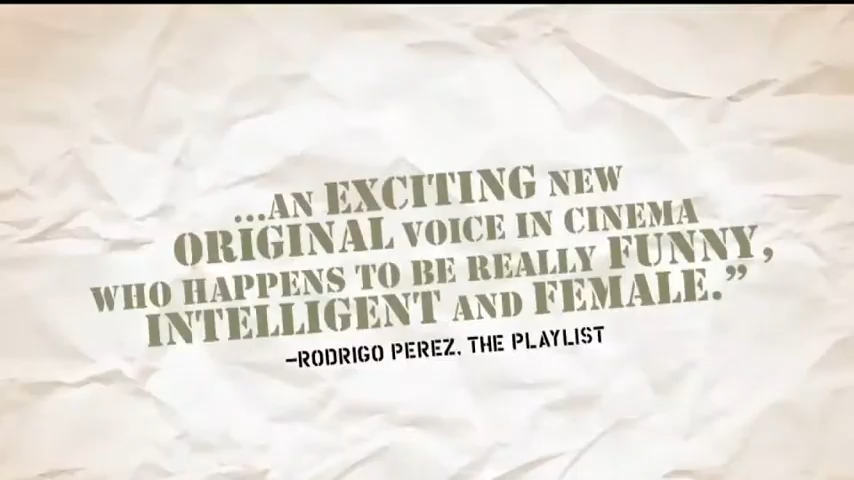 ...AN EXCITING NEW
ORIGINAL VOICE IN CINEMA
WHO HAPPENS TO BE REALLY FUNNY,
INTELLIGENT AND FEMALE.”
–RODRIGO PEREZ, THE PLAYLIST